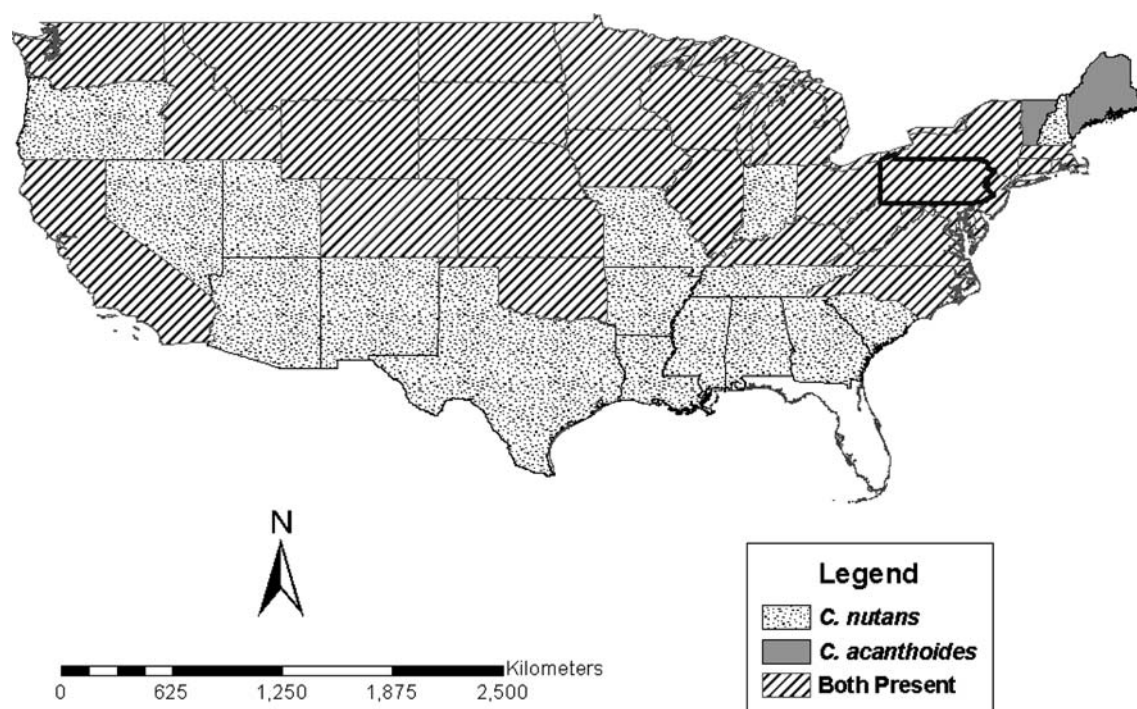 N
Kilometers
0 625 1,250 1,875 2,500
Legend
C. nutans
C. acanthoides
Both Present